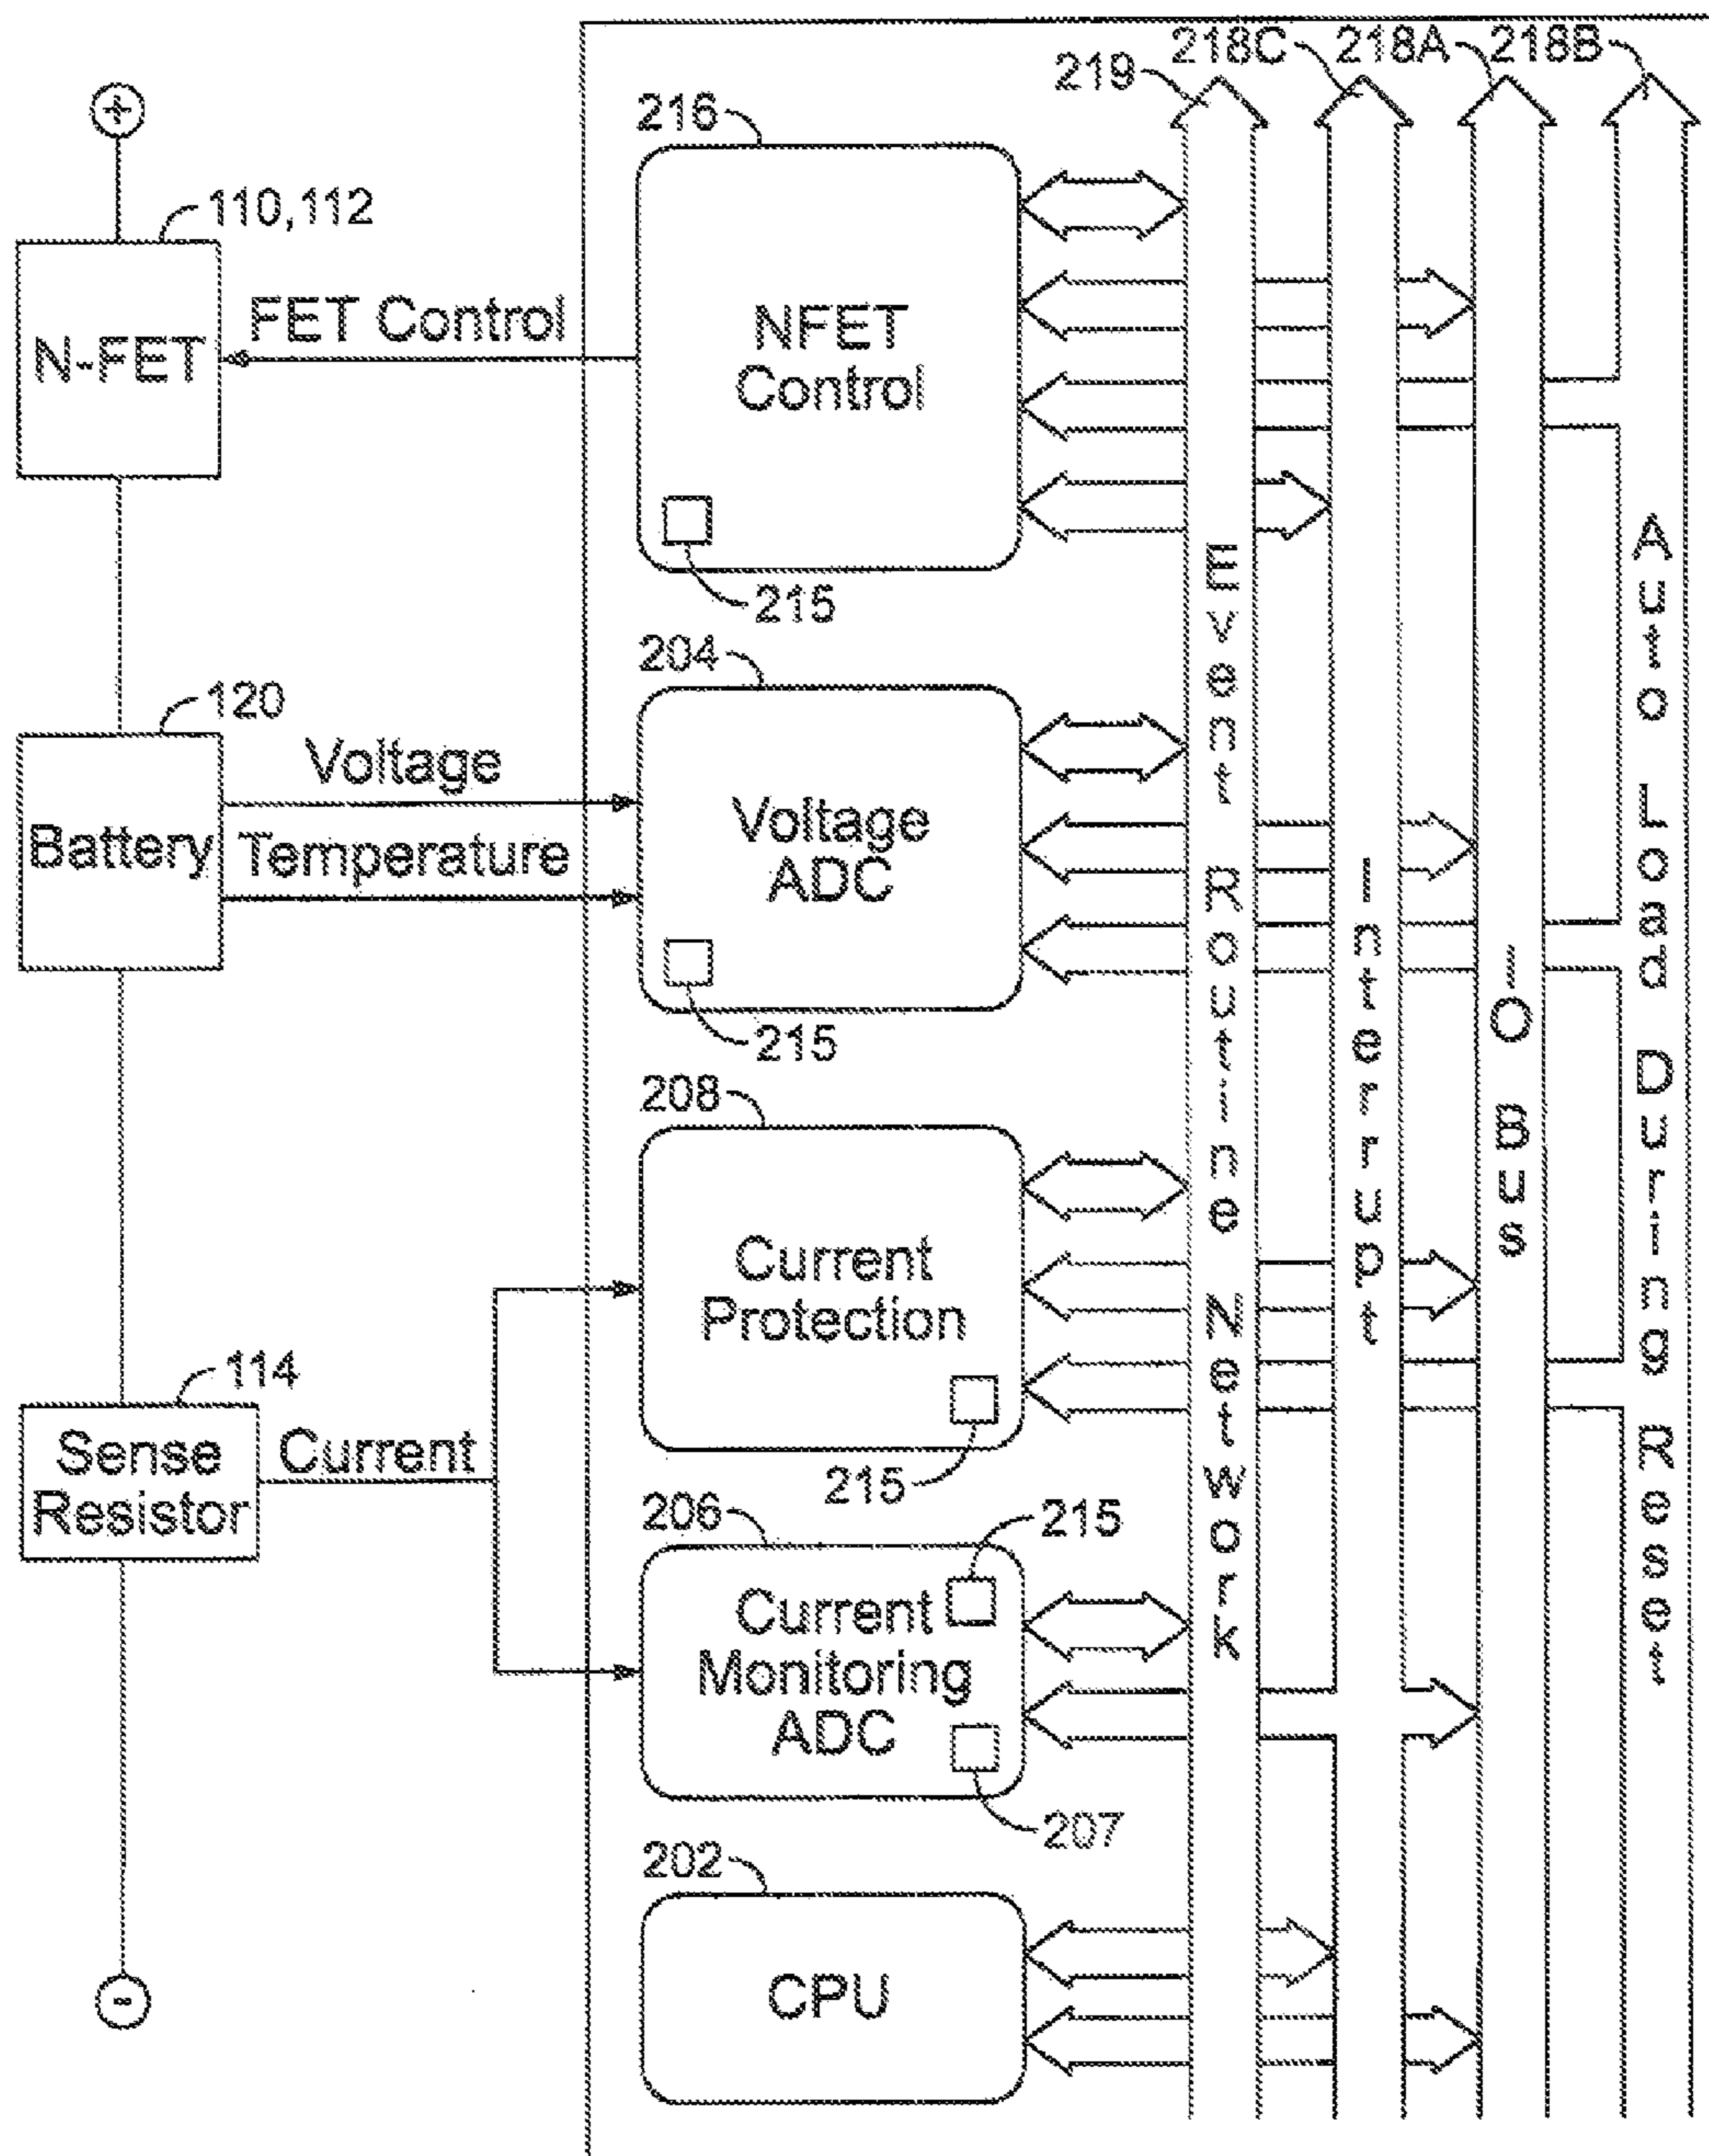 219
218C
218A
218B
+
216
110,112
N-FET
FET Control
NFET
Control
215
204
120
Battery
Voltage
Temperature
Voltage
ADC
215
208
Current
Protection
215
114
Sense
Resistor
Current
206
215
Current
Monitoring
ADC
207
202
CPU
-
Event Routine Network
Interrupt
IO Bus
Auto Load During Reset